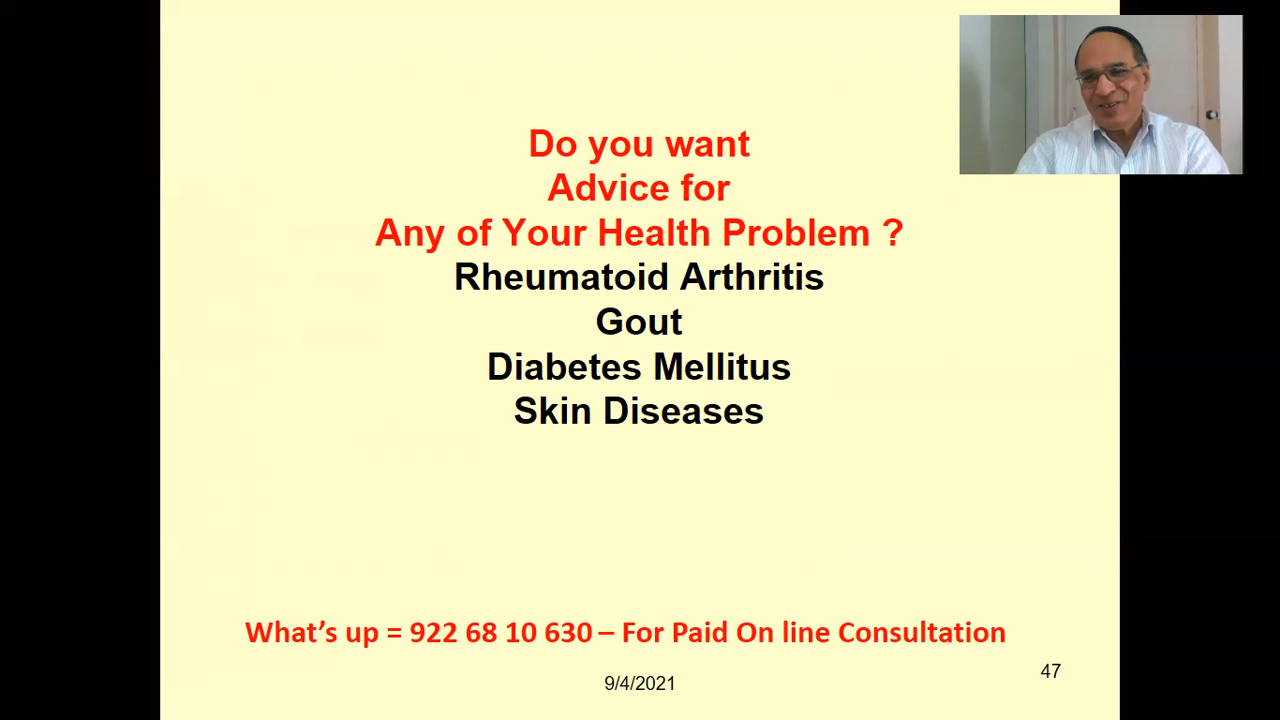 Do you want
Advice for
Any of Your Health Problem ?
Rheumatoid Arthritis
Gout
Diabetes Mellitus
Skin Diseases
What’s up = 922 68 10 630 – For Paid On line Consultation
9/4/2021
47